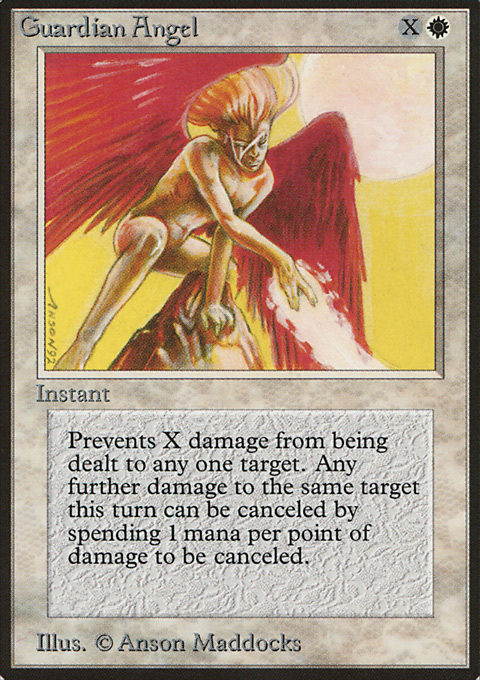 Guardian Angel X
ANSON92
Instant
Prevents X damage from being
dealt to any one target. Any
further damage to the same target
this turn can be canceled by
spending 1 mana per point of
damage to be canceled.
Illus. © Anson Maddocks